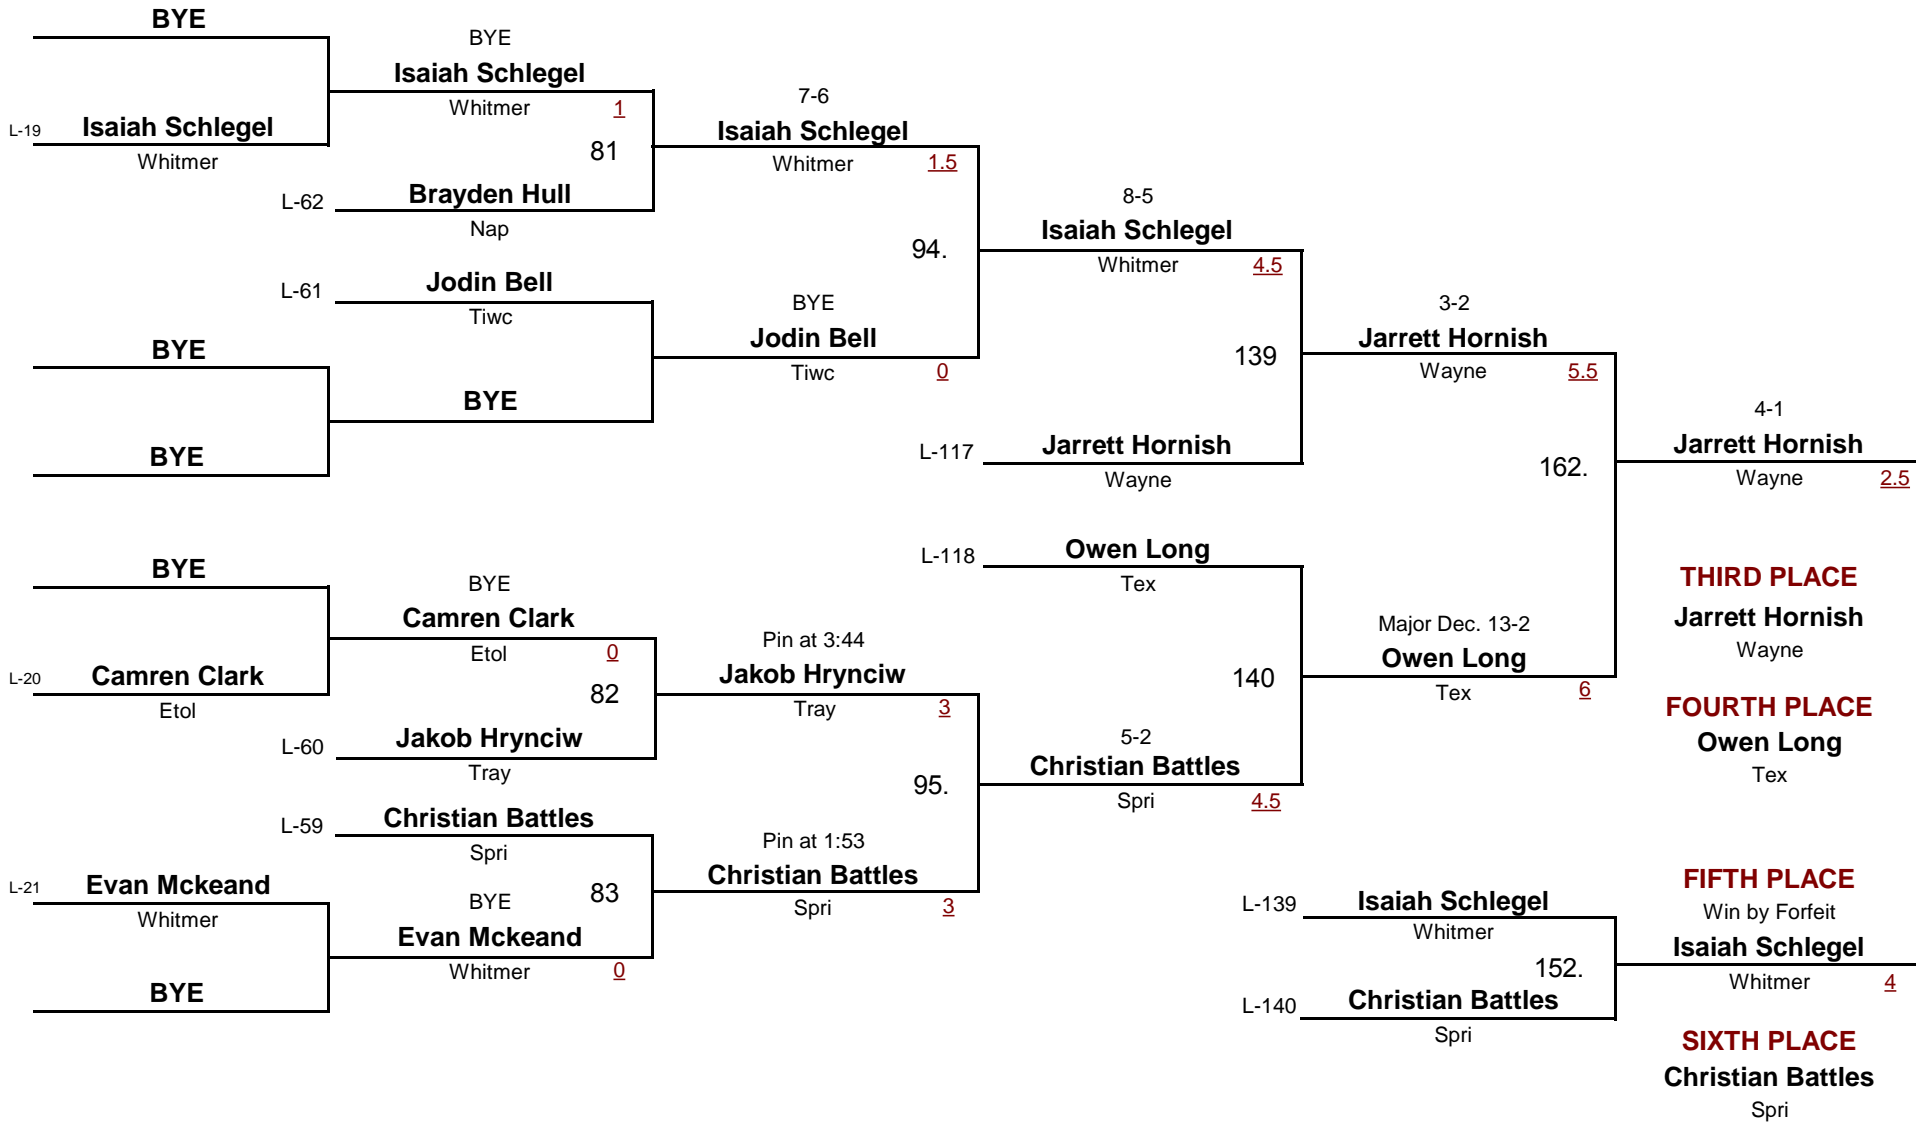 BYE
BYE
Isaiah Schlegel
Whitmer 1
L-19 Isaiah Schlegel
Whitmer
81
7-6
Isaiah Schlegel
Whitmer 1.5
L-62 Brayden Hull
Nap
94.
8-5
Isaiah Schlegel
Whitmer 4.5
L-61 Jodin Bell
Tiwc
BYE
Jodin Bell
Tiwc 0
BYE
BYE
BYE
139
3-2
Jarrett Hornish
Wayne 5.5
L-117 Jarrett Hornish
Wayne
162.
4-1
Jarrett Hornish
Wayne 2.5
BYE
BYE
Camren Clark
Etol 0
L-20 Camren Clark
Etol
82
Pin at 3:44
Jakob Hrynciw
Tray 3
L-60 Jakob Hrynciw
Tray
L-118 Owen Long
Tex
140
Major Dec. 13-2
Owen Long
Tex 6
THIRD PLACE
Jarrett Hornish
Wayne
FOURTH PLACE
Owen Long
Tex
95.
5-2
Christian Battles
Spri 4.5
L-59 Christian Battles
Spri
Pin at 1:53
Christian Battles
Spri 3
L-21 Evan Mckeand
Whitmer
83
BYE
Evan Mckeand
Whitmer 0
BYE
L-139 Isaiah Schlegel
Whitmer
152.
L-140 Christian Battles
Spri
FIFTH PLACE
Win by Forfeit
Isaiah Schlegel
Whitmer 4
SIXTH PLACE
Christian Battles
Spri